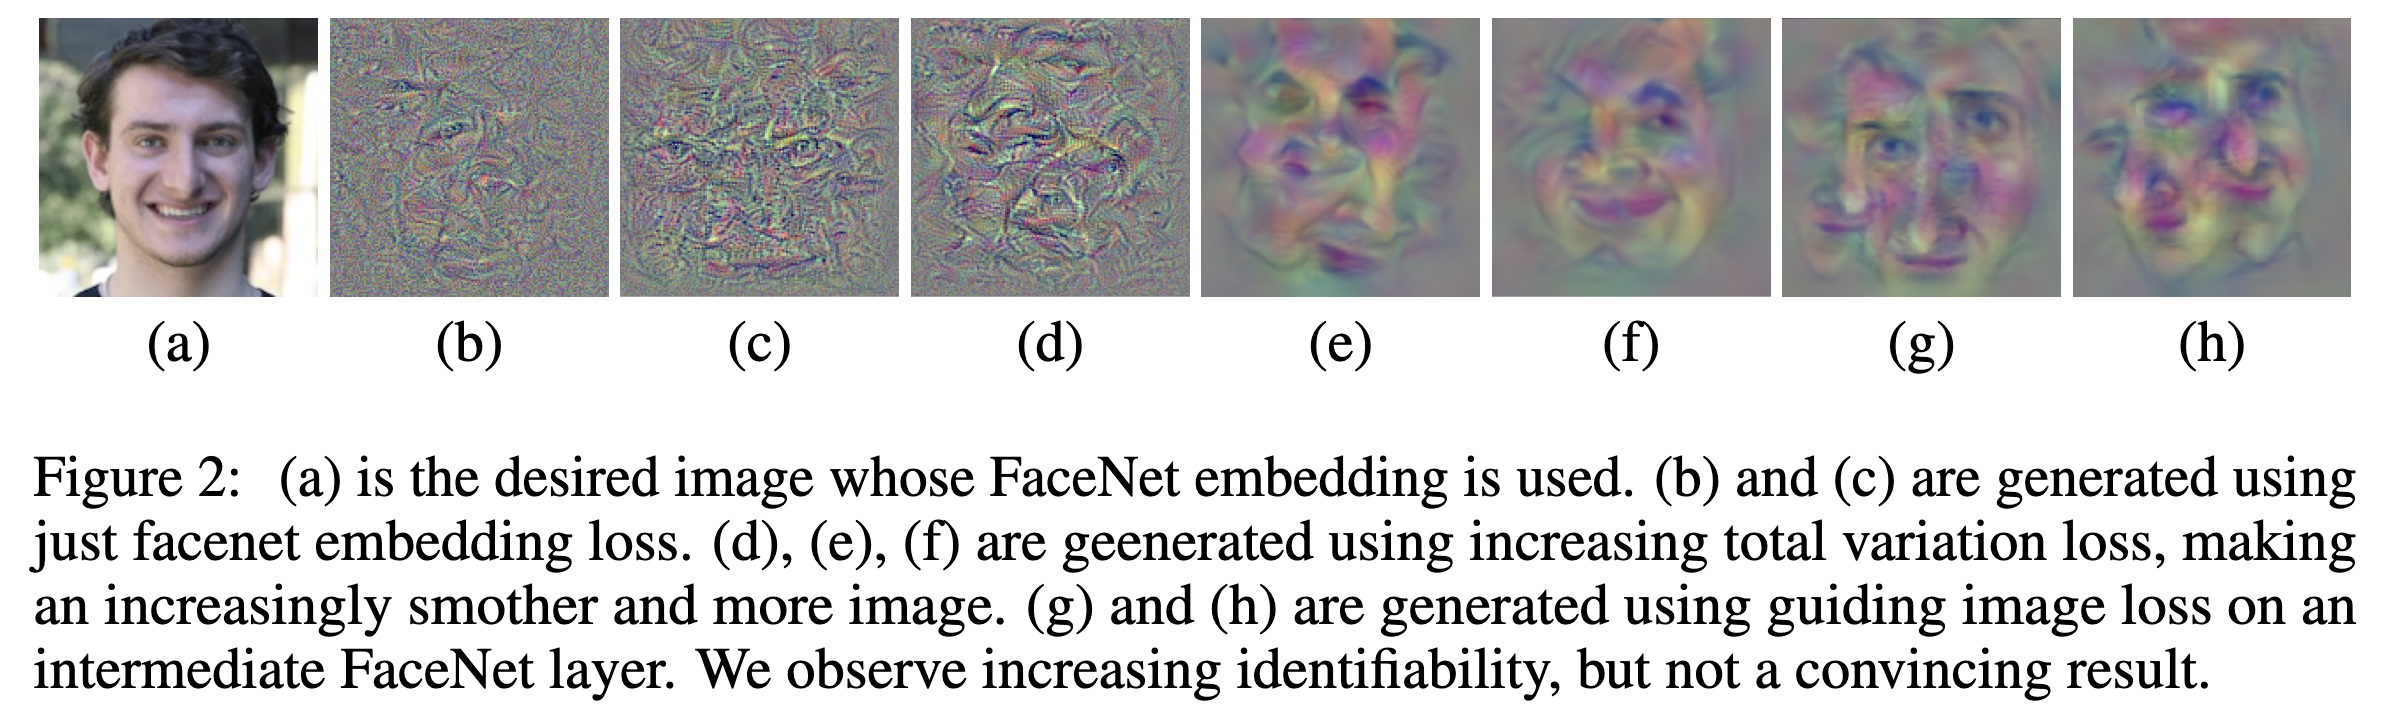 (a) (b) (c) (d) (e) (f) (g) (h)
Figure 2: (a) is the desired image whose FaceNet embedding is used. (b) and (c) are generated using
just facenet embedding loss. (d), (e), (f) are geenerated using increasing total variation loss, making
an increasingly smother and more image. (g) and (h) are generated using guiding image loss on an
intermediate FaceNet layer. We observe increasing identifiability, but not a convincing result.